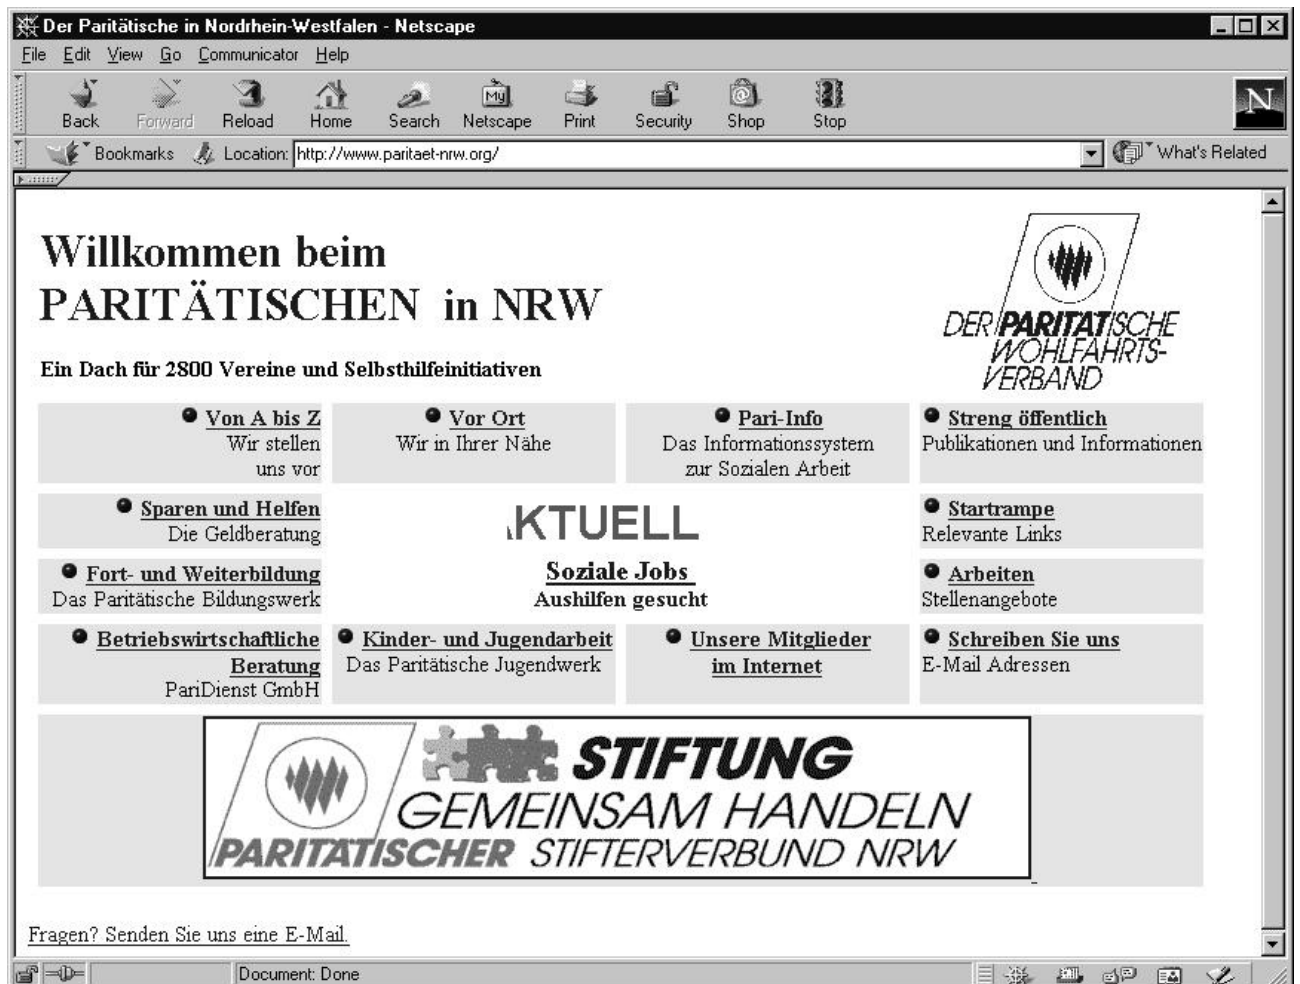 Der Paritätische in Nordrhein-Westfalen - Netscape
File Edit View Go Communicator Help
Back Forward Reload Home Search Netscape Print Security Shop Stop
My
N
Bookmarks Location: http://www.paritaet-nrw.org/ What's Related
Willkommen beim
PARITÄTISCHEN in NRW
Ein Dach für 2800 Vereine und Selbsthilfeinitiativen
DER PARITÄTISCHE
WOHLFAHRTS-
VERBAND
Von A bis Z
Wir stellen
uns vor
Vor Ort
Wir in Ihrer Nähe
Pari-Info
Das Informationssystem
zur Sozialen Arbeit
Streng öffentlich
Publikationen und Informationen
Sparen und Helfen
Die Geldberatung
AKTUELL
Startrampe
Relevante Links
Fort- und Weiterbildung
Das Paritätische Bildungswerk
Soziale Jobs
Aushilfen gesucht
Arbeiten
Stellenangebote
Betriebswirtschaftliche
Beratung
PariDienst GmbH
Kinder- und Jugendarbeit
Das Paritätische Jugendwerk
Unsere Mitglieder
im Internet
Schreiben Sie uns
E-Mail Adressen
STIFTUNG
GEMEINSAM HANDELN
PARITÄTISCHER STIFTERVERBUND NRW
Fragen? Senden Sie uns eine E-Mail.
Document: Done